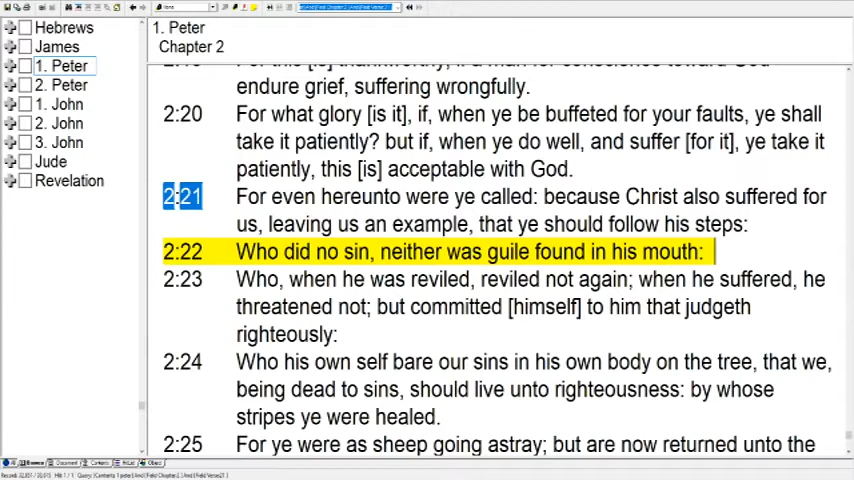 Hebrews
James
1. Peter
2. Peter
1. John
2. John
3. John
Jude
Revelation
1. Peter
Chapter 2
endure grief, suffering wrongfully.
2:20 For what glory [is it], if, when ye be buffeted for your faults, ye shall
take it patiently? but if, when ye do well, and suffer [for it], ye take it
patiently, this [is] acceptable with God.
2:21 For even hereunto were ye called: because Christ also suffered for
us, leaving us an example, that ye should follow his steps:
2:22 Who did no sin, neither was guile found in his mouth:
2:23 Who, when he was reviled, reviled not again; when he suffered, he
threatened not; but committed [himself] to him that judgeth
righteously:
2:24 Who his own self bare our sins in his own body on the tree, that we,
being dead to sins, should live unto righteousness: by whose
stripes ye were healed.
2:25 For ye were as sheep going astray; but are now returned unto the
All Browse Document Contents HitList Object